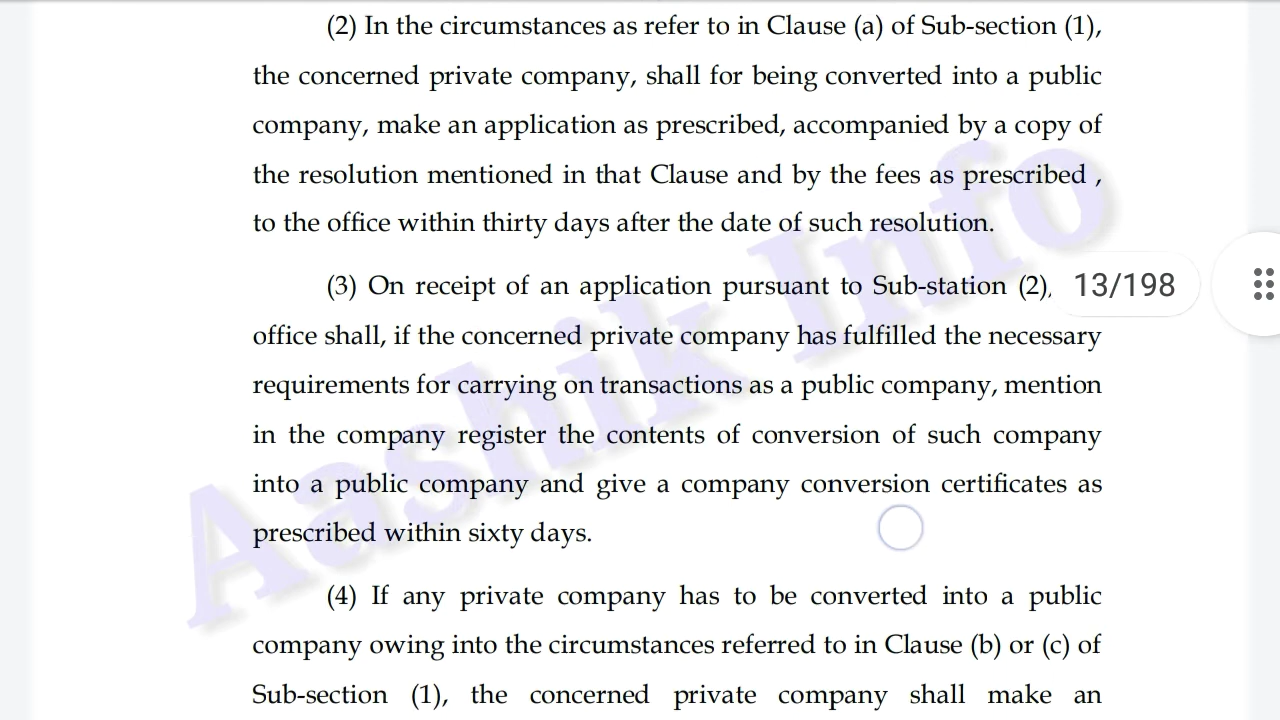 (2) In the circumstances as refer to in Clause (a) of Sub-section (1),
the concerned private company, shall for being converted into a public
company, make an application as prescribed, accompanied by a copy of
the resolution mentioned in that Clause and by the fees as prescribed ,
to the office within thirty days after the date of such resolution.
(3) On receipt of an application pursuant to Sub-station (2),
13/198
office shall, if the concerned private company has fulfilled the necessary
requirements for carrying on transactions as a public company, mention
in the company register the contents of conversion of such company
into a public company and give a company conversion certificates as
prescribed within sixty days.
(4) If any private company has to be converted into a public
company owing into the circumstances referred to in Clause (b) or (c) of
Sub-section (1), the concerned private company shall make an
Aashik Info